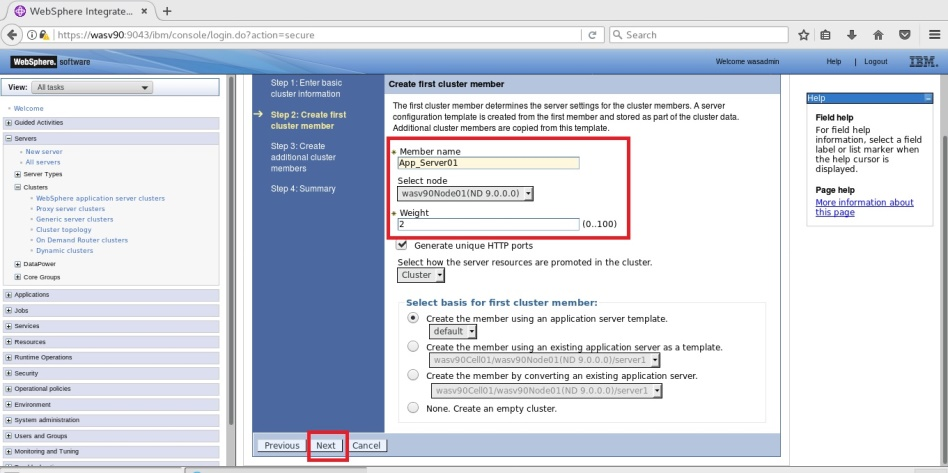 WebSphere Integrate...
https://wasv90:9043/ibm/console/login.do?action=secure
Search
WebSphere. software
Welcome wasadmin
Help | Logout
IBM.
View: All tasks
Welcome
Guided Activities
Servers
New server
All servers
Server Types
Clusters
WebSphere application server clusters
Proxy server clusters
Generic server clusters
Cluster topology
On Demand Router clusters
Dynamic clusters
DataPower
Core Groups
Applications
Jobs
Services
Resources
Runtime Operations
Security
Operational policies
Environment
System administration
Users and Groups
Monitoring and Tuning
Step 1: Enter basic
cluster information
Step 2: Create first
cluster member
Step 3: Create
additional cluster
members
Step 4: Summary
Create first cluster member
The first cluster member determines the server settings for the cluster members. A server
configuration template is created from the first member and stored as part of the cluster data.
Additional cluster members are copied from this template.
Member name
App_Server01
Select node
wasv90Node01(ND 9.0.0.0)
Weight
2 (0..100)
Generate unique HTTP ports
Select how the server resources are promoted in the cluster.
Cluster
Select basis for first cluster member:
Create the member using an application server template.
default
Create the member using an existing application server as a template.
wasv90Cell01/wasv90Node01(ND 9.0.0.0)/server1
Create the member by converting an existing application server.
wasv90Cell01/wasv90Node01(ND 9.0.0.0)/server1
None. Create an empty cluster.
Previous Next Cancel
Help
Field help
For field help
information, select a field
label or list marker when
the help cursor is
displayed.
Page help
More information about
this page